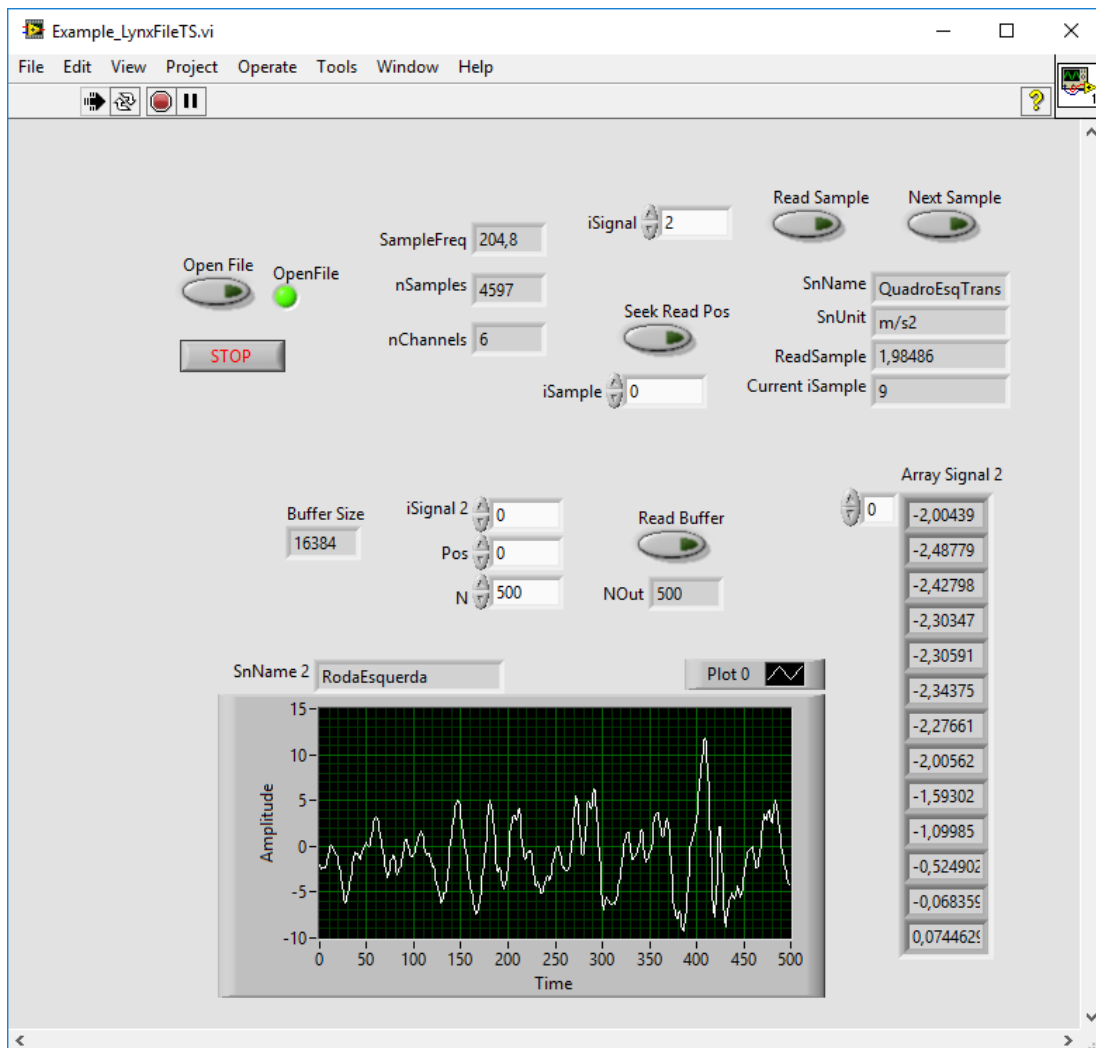 Example_LynxFileTS.vi
File Edit View Project Operate Tools Window Help
1
Read Sample Next Sample
iSignal 2
SampleFreq 204,8
Open File OpenFile
nSamples 4597
SnName QuadroEsqTrans
Seek Read Pos
SnUnit m/s2
nChannels 6
STOP
ReadSample 1,98486
iSample 0
Current iSample 9
Array Signal 2
0
Buffer Size
16384
iSignal 2 0
Pos 0
N 500
Read Buffer
NOut 500
-2,00439
-2,48779
-2,42798
-2,30347
-2,30591
-2,34375
-2,27661
-2,00562
-1,59302
-1,09985
-0,524902
-0,068359
0,0744629
SnName 2 RodaEsquerda
Plot 0
15
10
5
0
-5
-10
Amplitude
0 50 100 150 200 250 300 350 400 450 500
Time